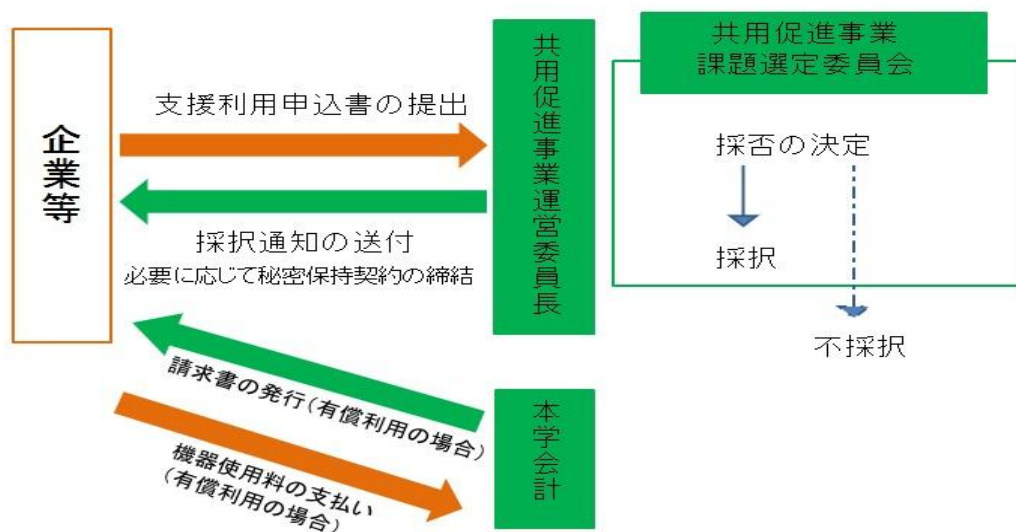 企業等
支援利用申込書の提出
採択通知の送付
必要に応じて秘密保持契約の締結
請求書の発行(有償利用の場合)
機器使用料の支払い
(有償利用の場合)
共用促進事業運営委員長
本学会計
共用促進事業
課題選定委員会
採否の決定
採択
不採択